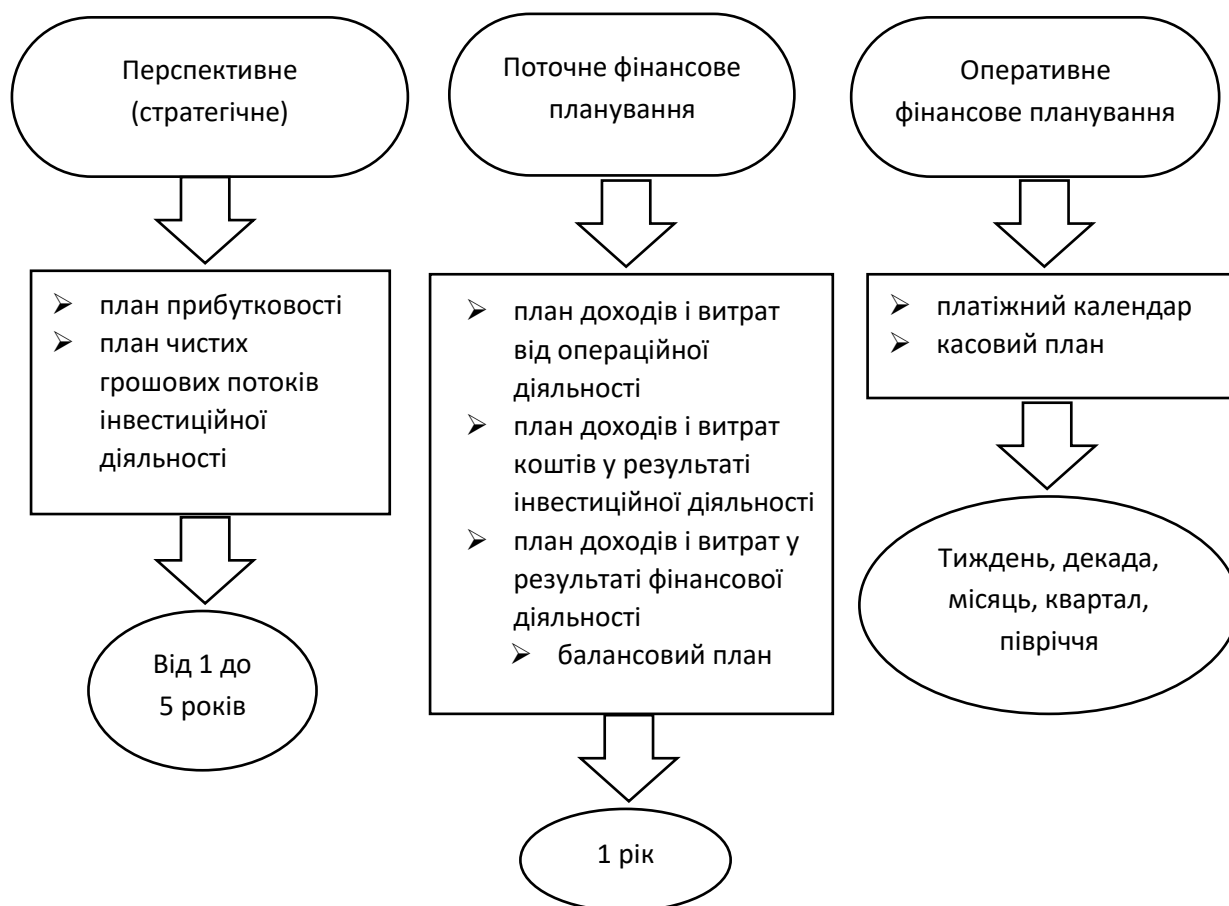 Перспективне
(стратегічне)
➢ план прибутковості
➢ план чистих
грошових потоків
інвестиційної
діяльності
Від 1 до
5 років
Поточне фінансове
планування
➢ план доходів і витрат
від операційної
діяльності
➢ план доходів і витрат
коштів у результаті
інвестиційної діяльності
➢ план доходів і витрат у
результаті фінансової
діяльності
➢ балансовий план
1 рік
Оперативне
фінансове планування
➢ платіжний календар
➢ касовий план
Тиждень, декада,
місяць, квартал,
півріччя